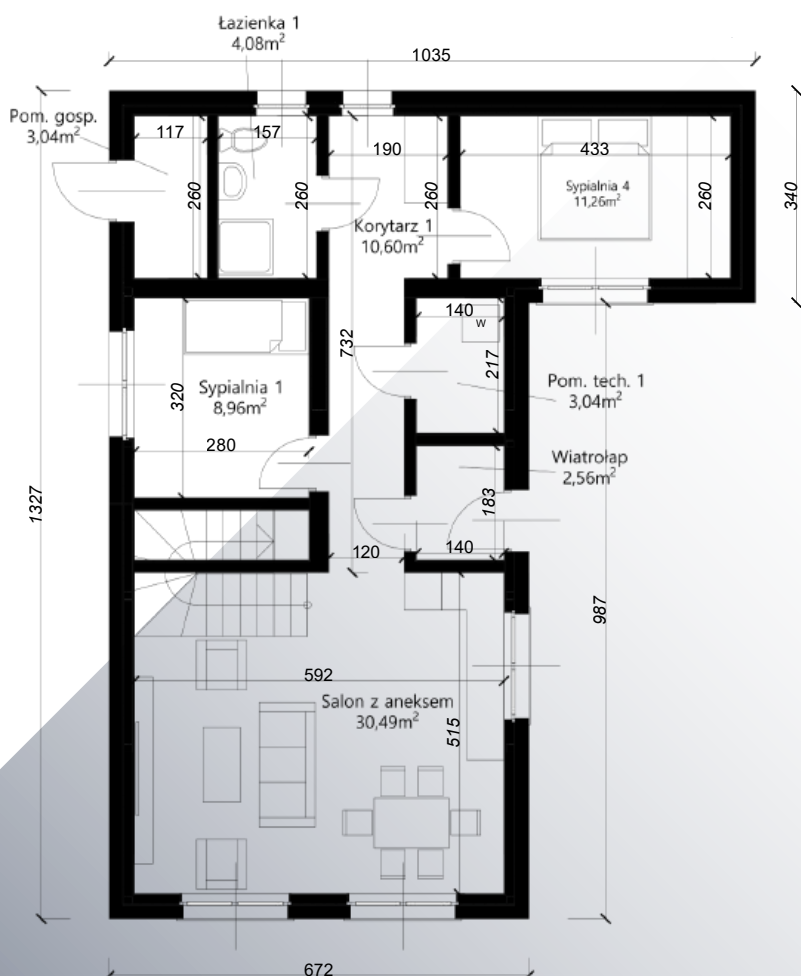 Łazienka 1
4,08m²
1035
Pom. gosp.
3,04m²
117
157
190
433
260
260
260
260
340
Sypialnia 4
11,26m²
Korytarz 1
10,60m²
140
w
732
217
320
Sypialnia 1
8,96m²
Pom. tech. 1
3,04m²
280
Wiatrołap
2,56m²
183
1327
120
140
987
592
Salon z aneksem
30,49m²
515
672